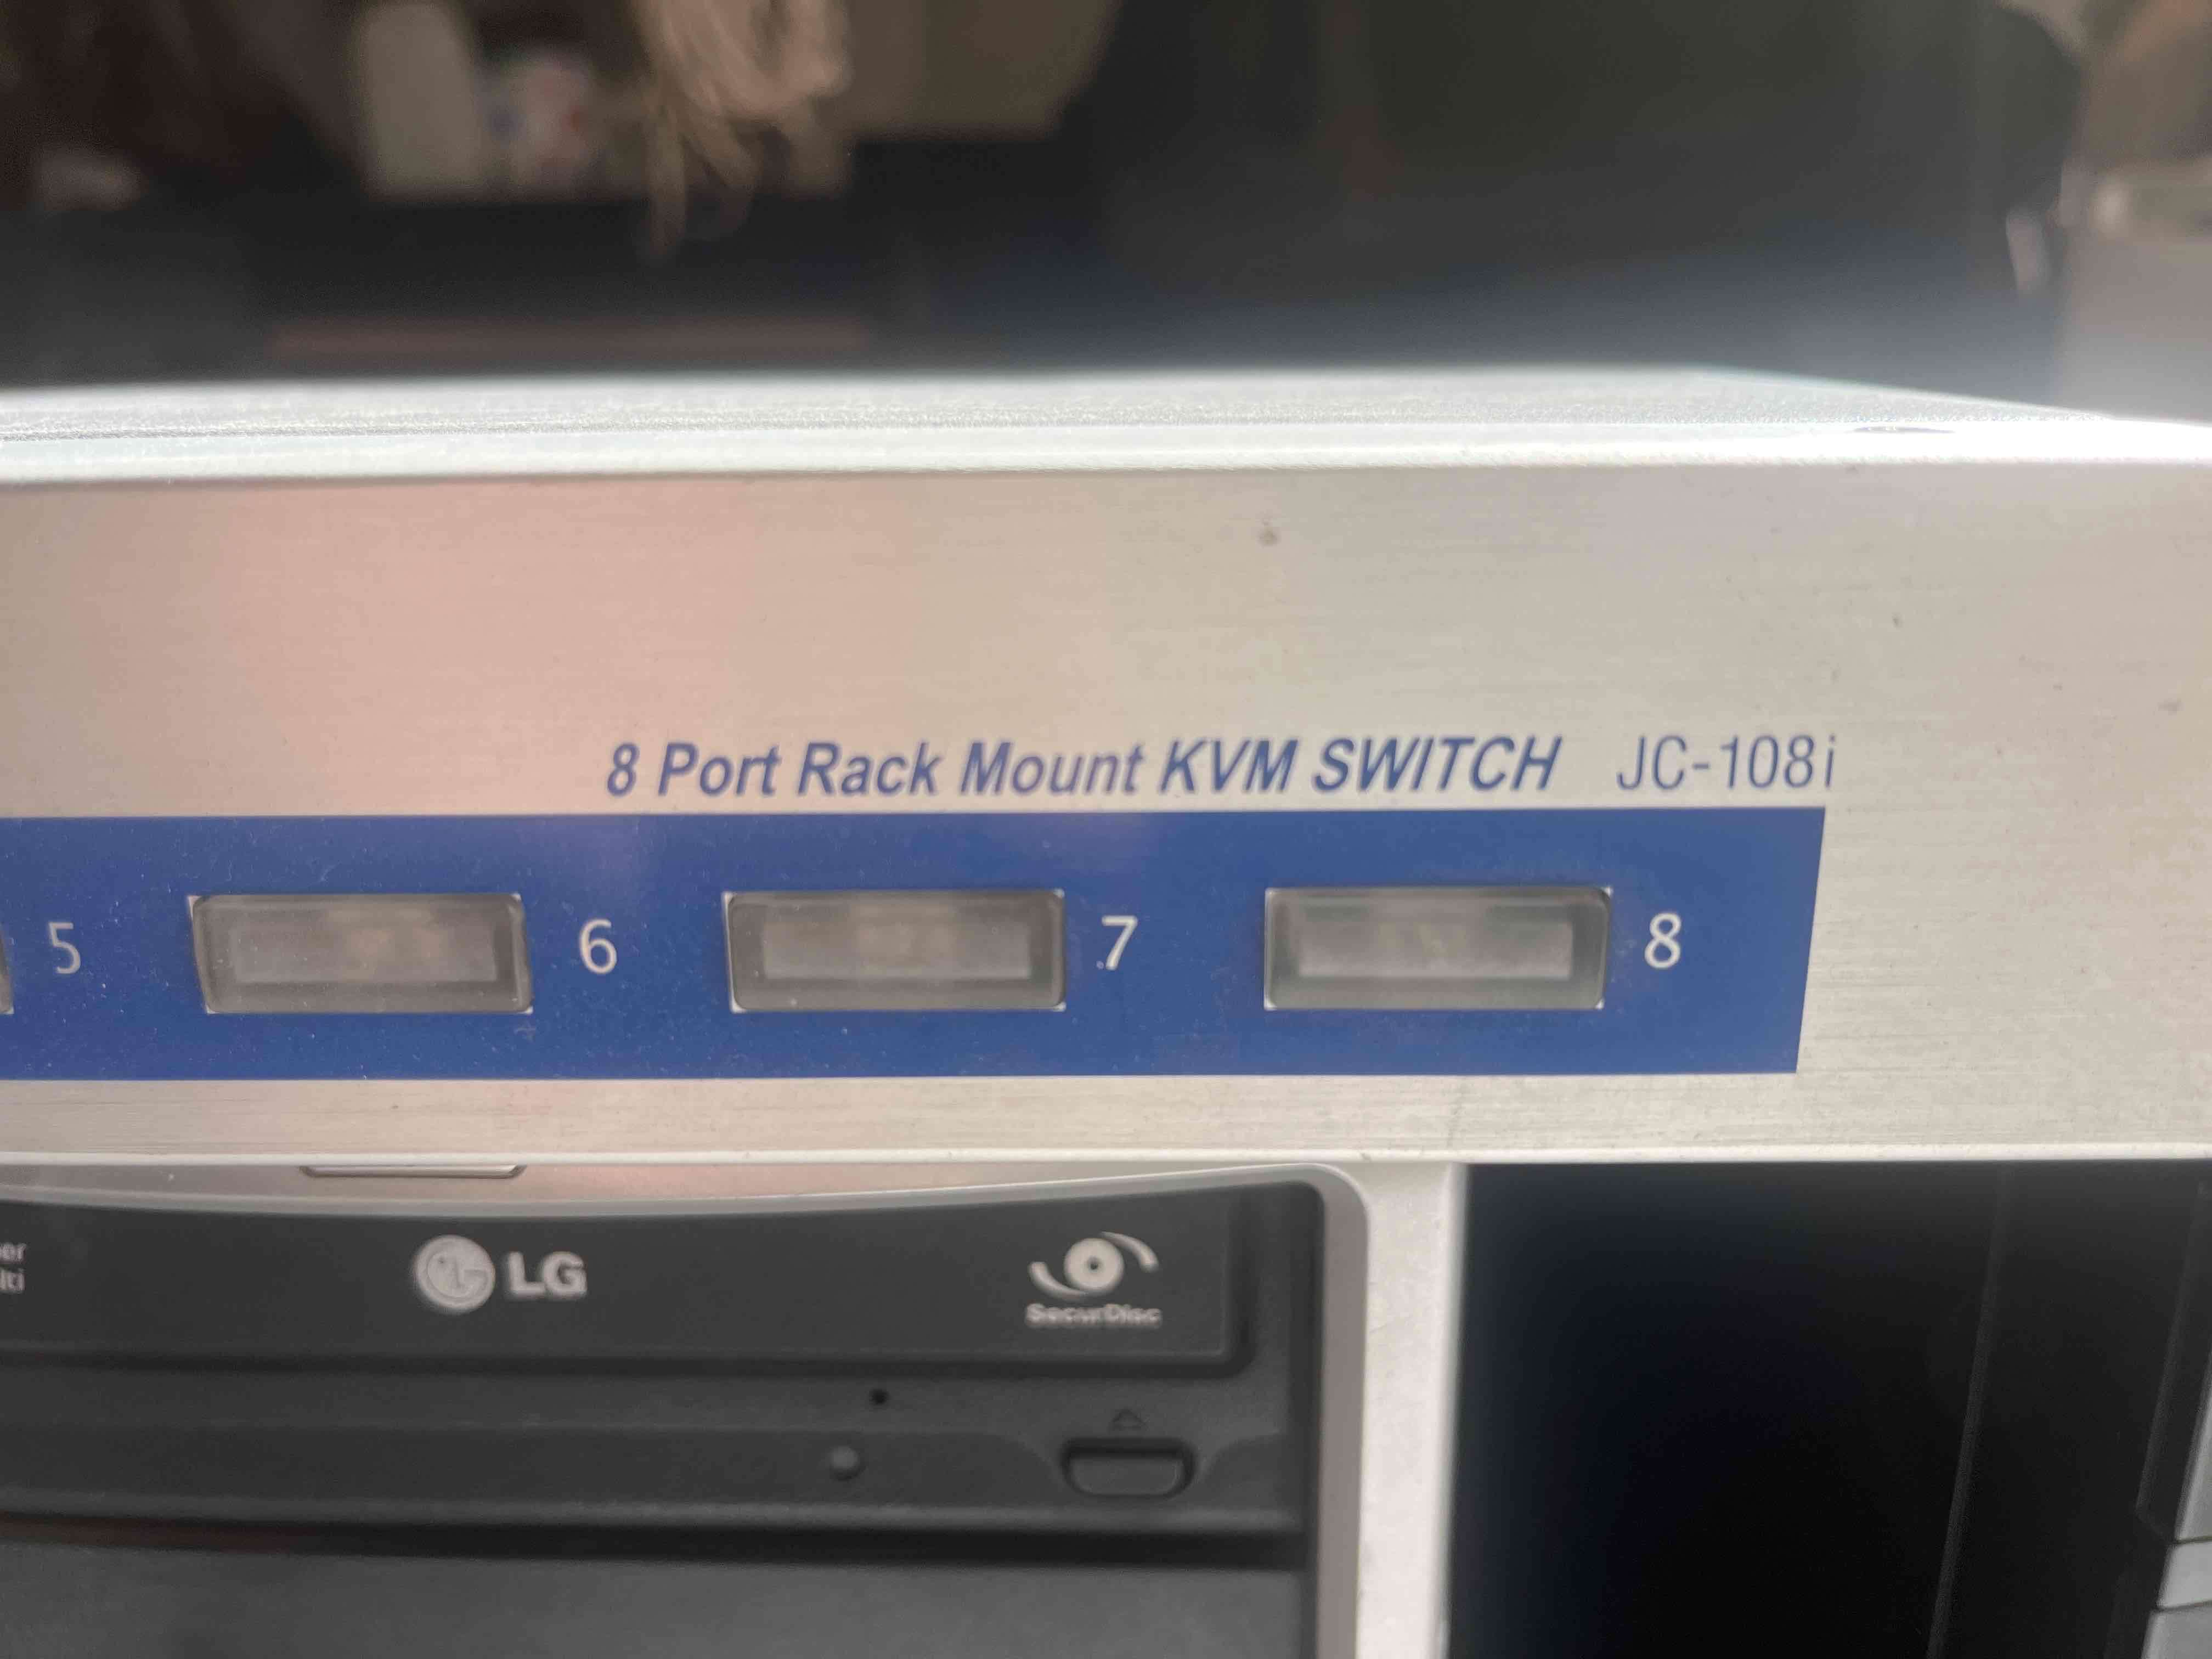 8 Port Rack Mount KVM SWITCH JC-108i
5 6 7 8
LG
SecurDisc